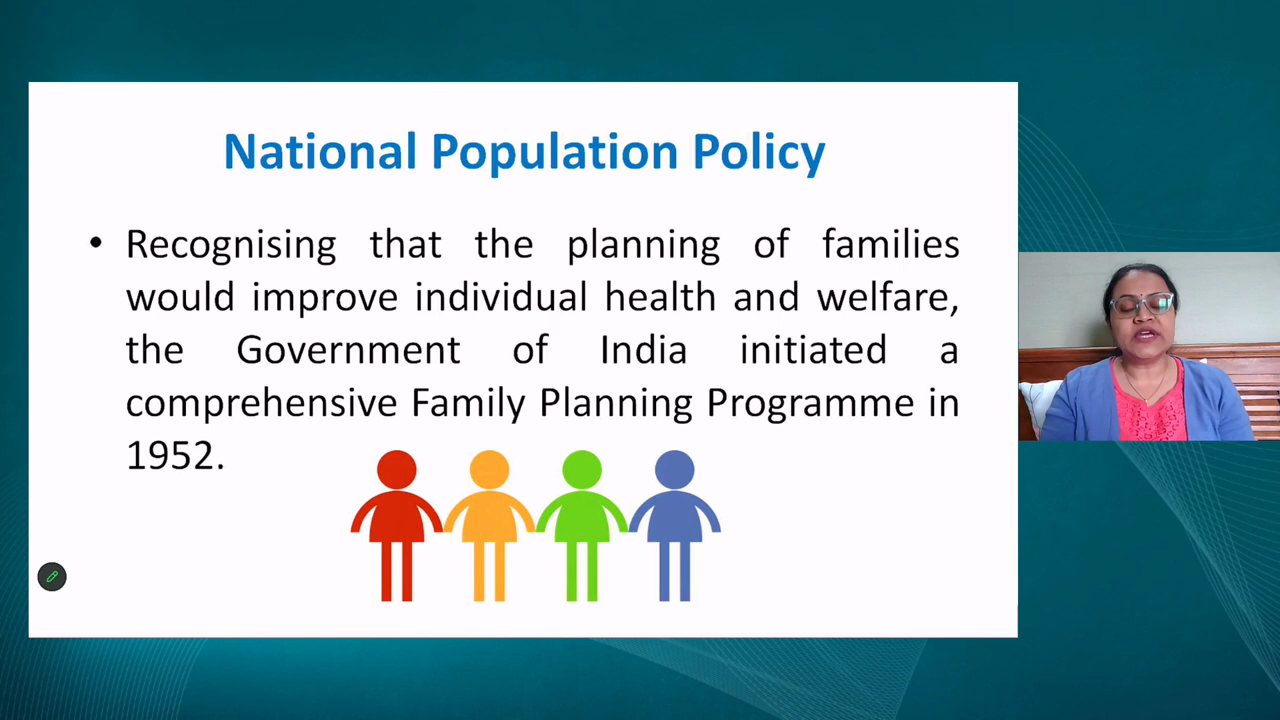 National Population Policy
• Recognising that the planning of families
would improve individual health and welfare,
the Government of India initiated a
comprehensive Family Planning Programme in
1952.